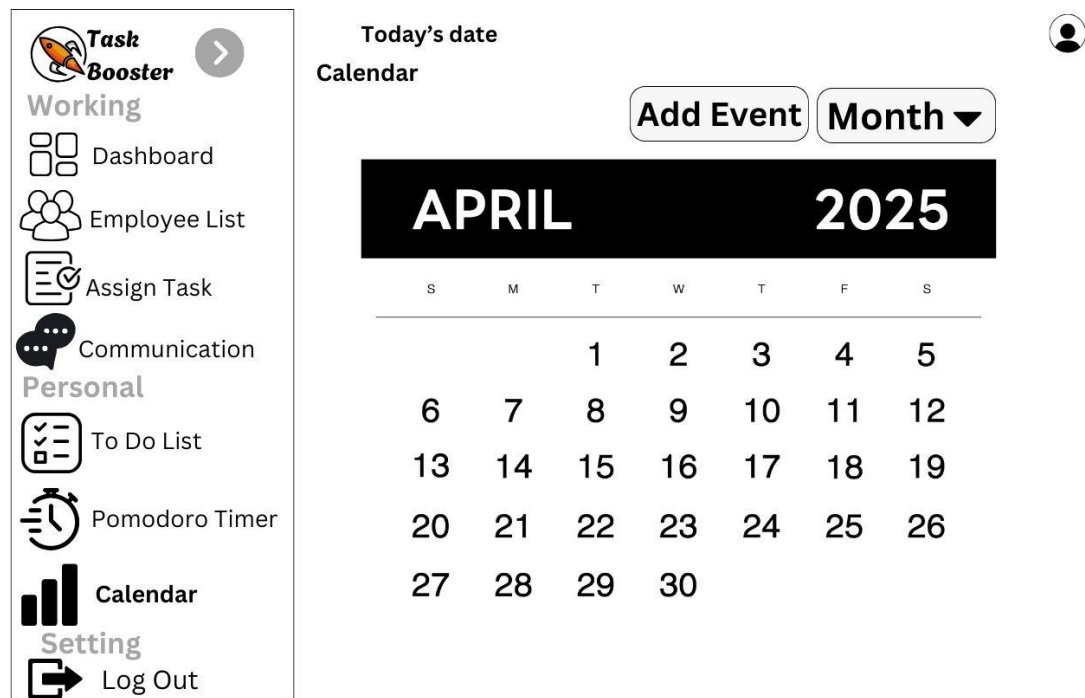 Task
Booster
Working
Dashboard
Employee List
Assign Task
Communication
Personal
To Do List
Pomodoro Timer
Calendar
Setting
Log Out
Today's date
Calendar
Add Event Month
APRIL 2025
S M T W T F S
1 2 3 4 5
6 7 8 9 10 11 12
13 14 15 16 17 18 19
20 21 22 23 24 25 26
27 28 29 30